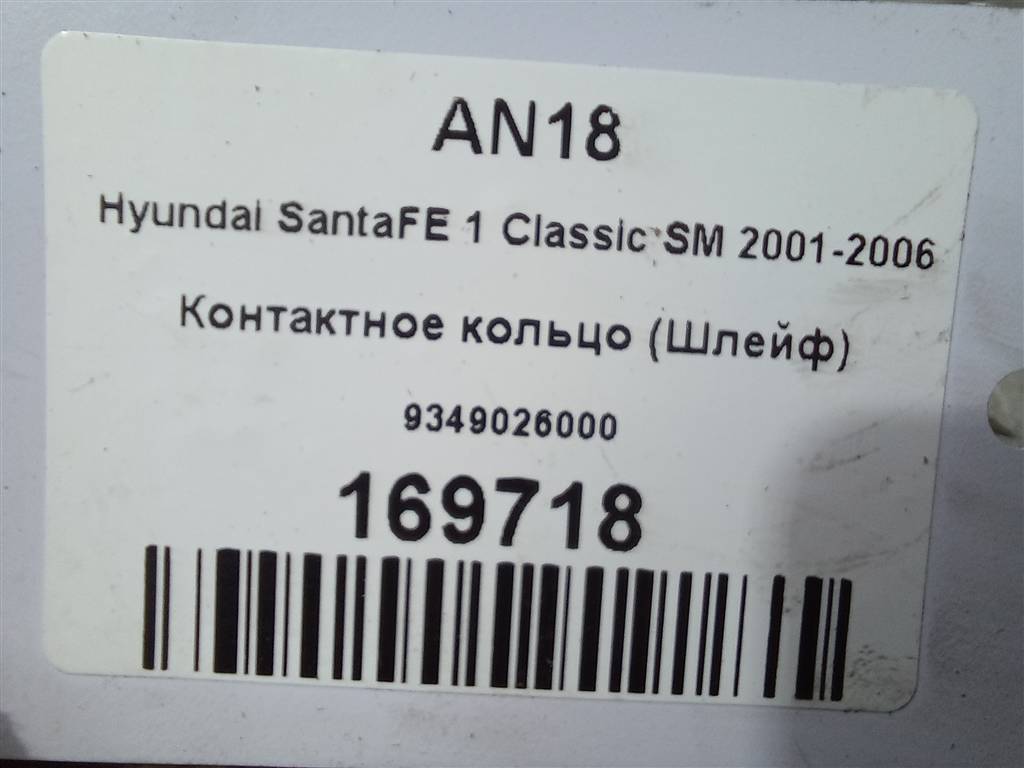 AN18
Hyundai SantaFE 1 Classic SM 2001-2006
Контактное кольцо (Шлейф)
9349026000
169718